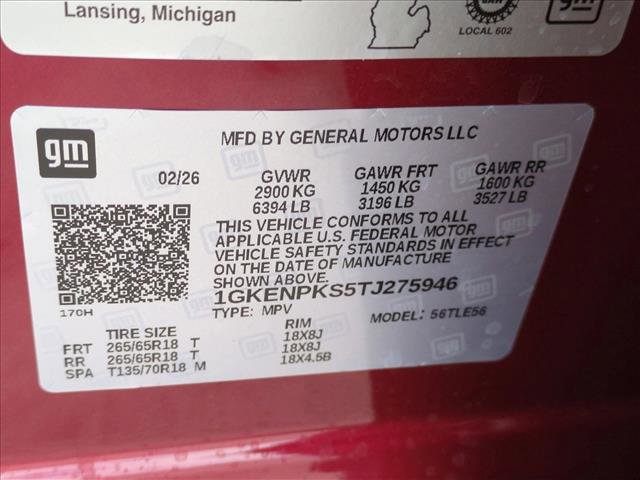 Lansing, Michigan
LOCAL 602
gm
gm
MFD BY GENERAL MOTORS LLC
02/26 GVWR GAWR FRT GAWR RR
2900 KG 1450 KG 1600 KG
6394 LB 3196 LB 3527 LB
THIS VEHICLE CONFORMS TO ALL
APPLICABLE U.S. FEDERAL MOTOR
VEHICLE SAFETY STANDARDS IN EFFECT
ON THE DATE OF MANUFACTURE
SHOWN ABOVE.
1GKENPKS5TJ275946
170H
TYPE: MPV MODEL: 56TLE56
TIRE SIZE RIM
FRT 265/65R18 T 18X8J
RR 265/65R18 T 18X8J
SPA T135/70R18 M 18X4.5B